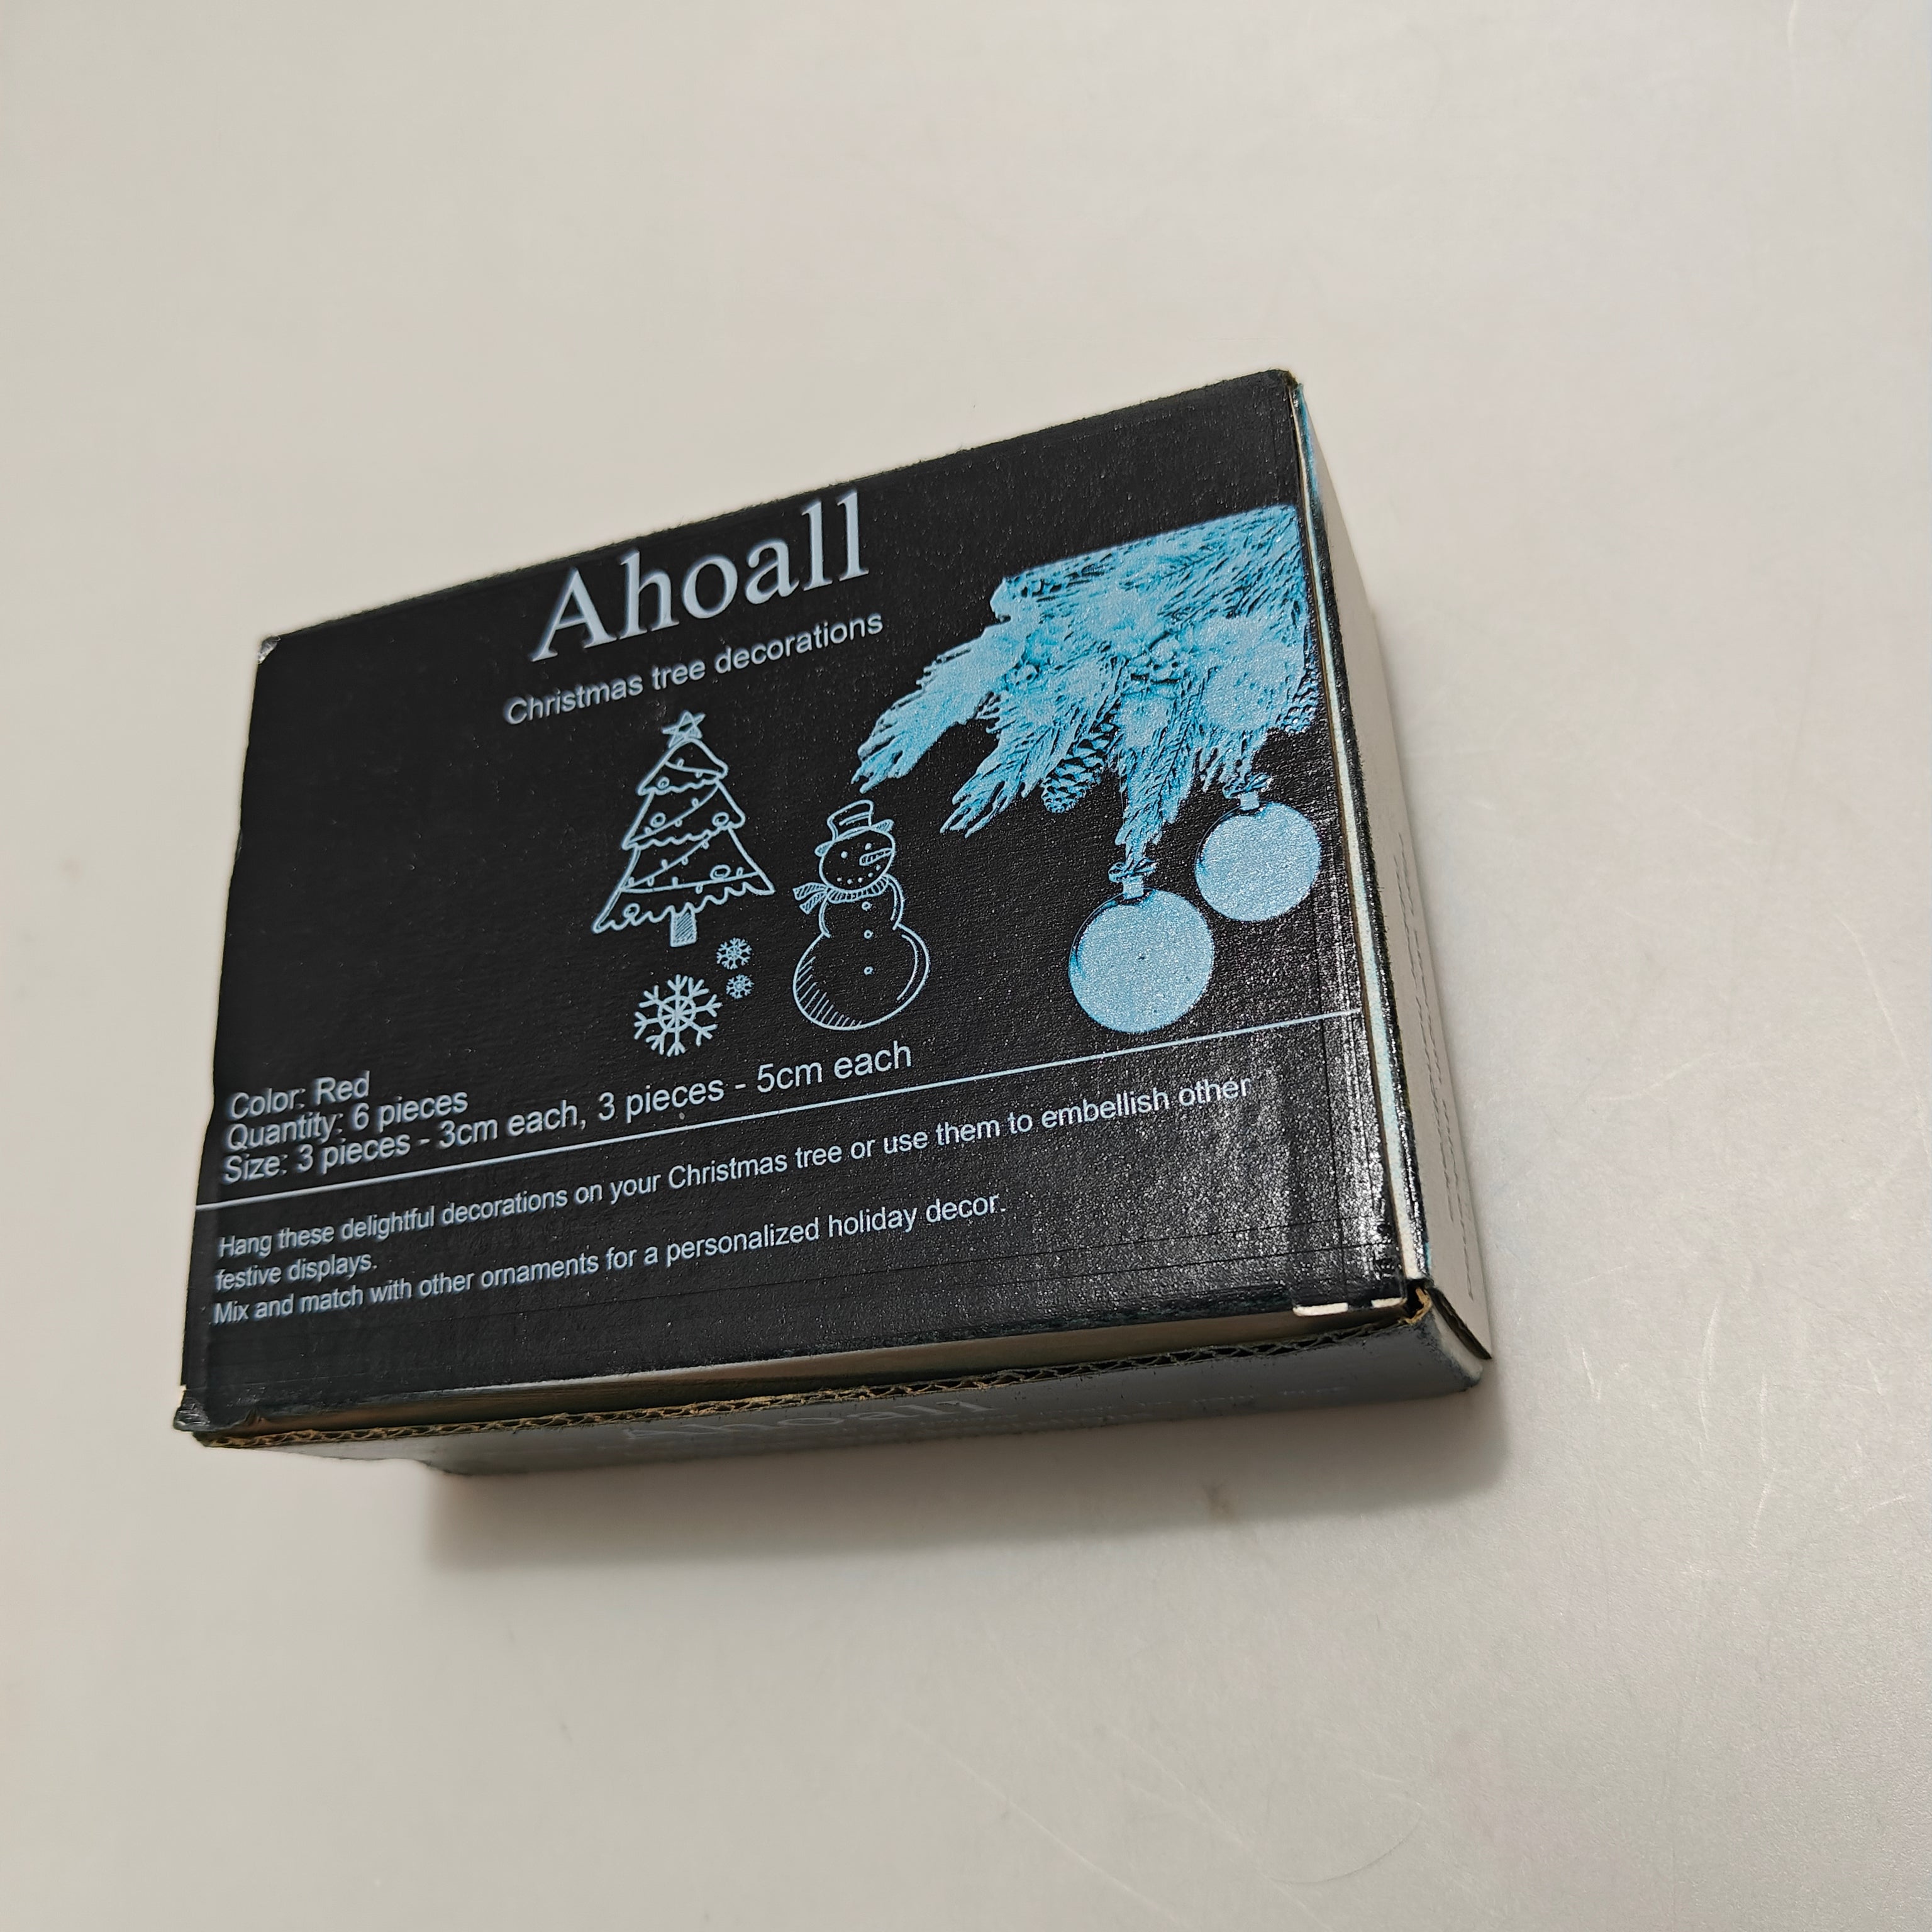 Ahoall
Christmas tree decorations
Color: Red
Quantity: 6 pieces
Size: 3 pieces - 3cm each, 3 pieces - 5cm each
Hang these delightful decorations on your Christmas tree or use them to embellish other
festive displays.
Mix and match with other ornaments for a personalized holiday decor.
Ahoall